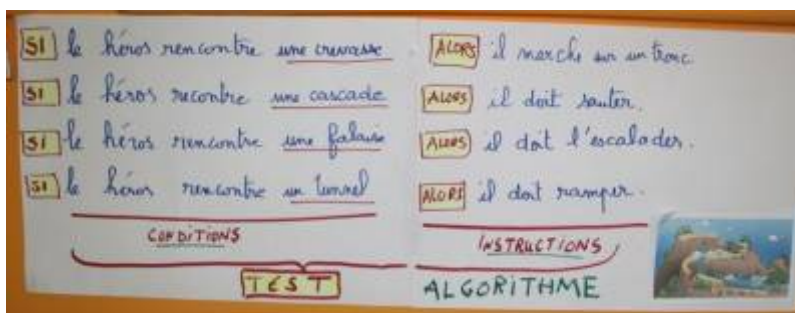 SI le héros rencontre une crevasse ALORS il marche sur un tronc.
SI le héros recontre une cascade ALORS il doit sauter.
SI le héros rencontre une falaise ALORS il doit l'escalader.
SI le héros rencontre un tunnel ALORS il doit ramper.
CONDITIONS INSTRUCTIONS
TEST ALGORITHME